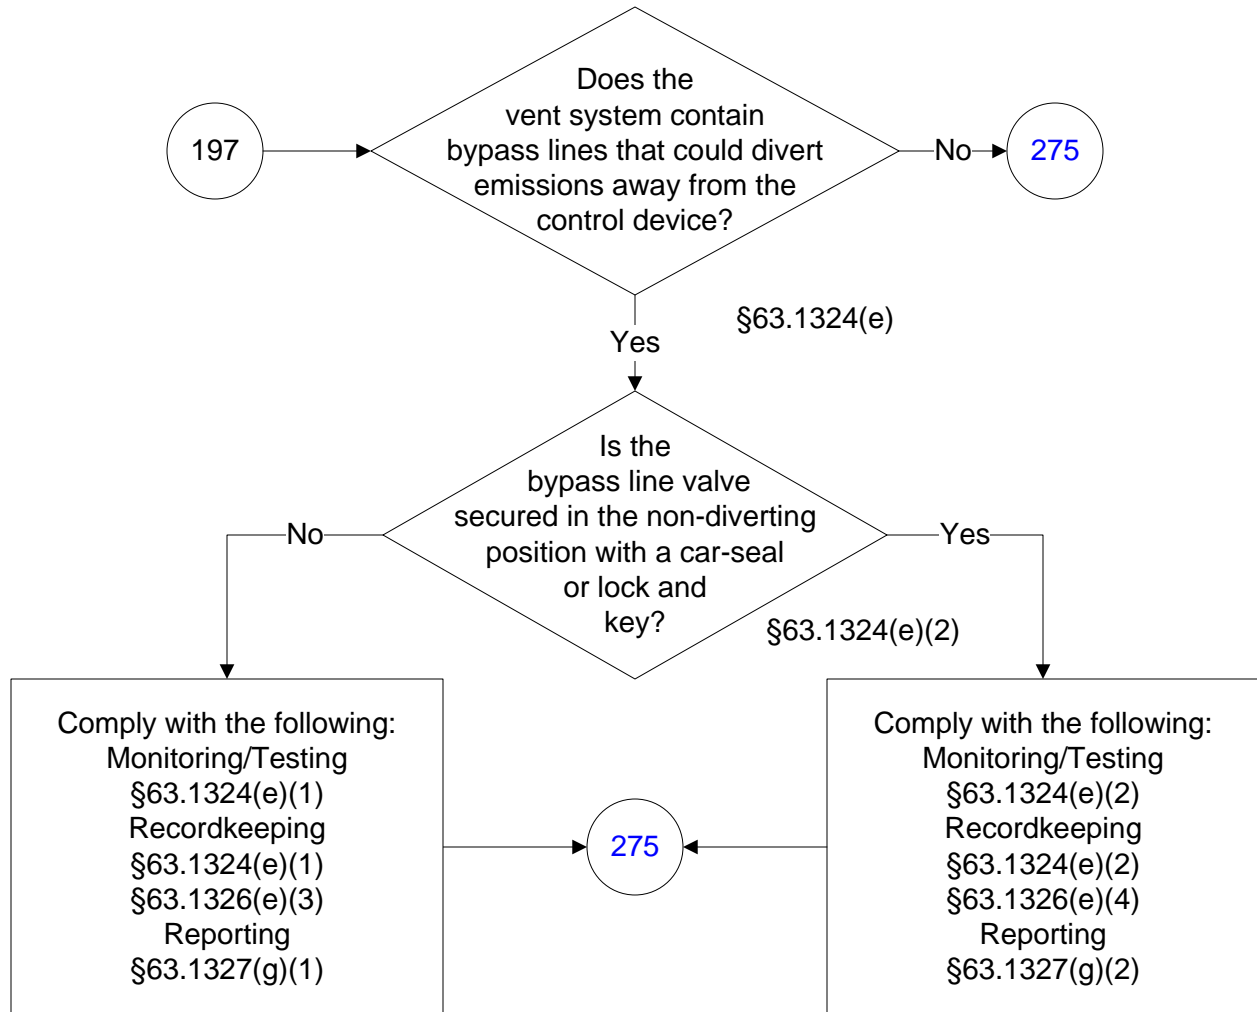 Does the
vent system contain
bypass lines that could divert
emissions away from the
control device?
197
No
275
§63.1324(e)
Yes
Is the
bypass line valve
secured in the non-diverting
position with a car-seal
or lock and
key?
No
Yes
§63.1324(e)(2)
Comply with the following:
Monitoring/Testing
§63.1324(e)(1)
Recordkeeping
§63.1324(e)(1)
§63.1326(e)(3)
Reporting
§63.1327(g)(1)
275
Comply with the following:
Monitoring/Testing
§63.1324(e)(2)
Recordkeeping
§63.1324(e)(2)
§63.1326(e)(4)
Reporting
§63.1327(g)(2)